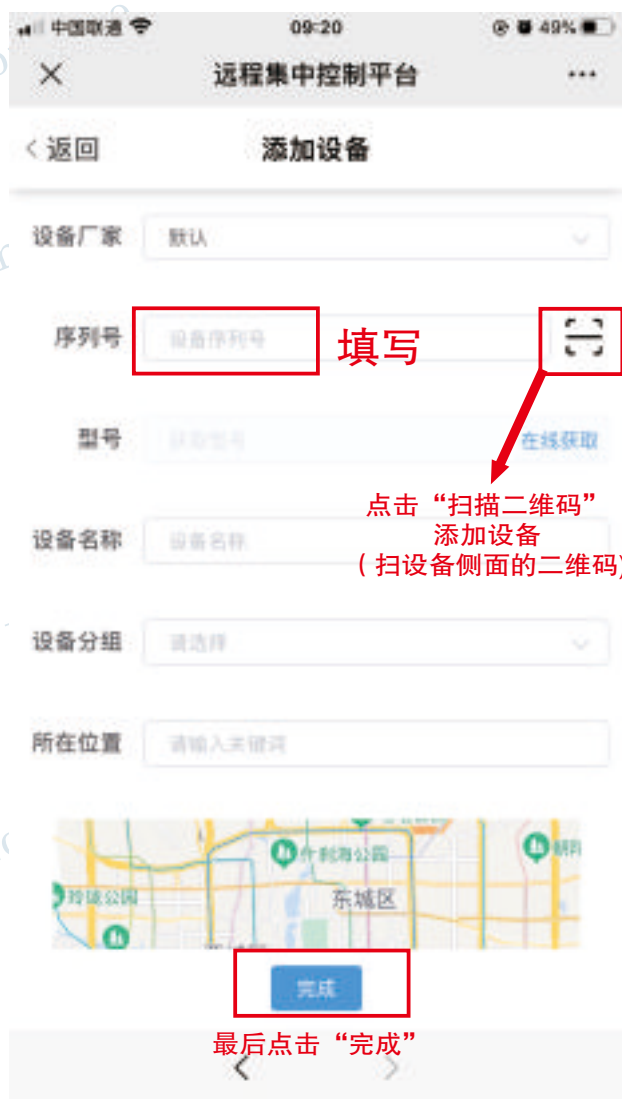 中国联通 09:20 49%
远程集中控制平台
返回 添加设备
设备厂家 默认
序列号 设备序列号 填写
型号 获取型号 在线获取
点击“扫描二维码”
添加设备
(扫设备侧面的二维码)
设备名称 设备名称
设备分组 请选择
所在位置 请输入关键词
什刹海公园
玲珑公园 东城区
完成
最后点击“完成”